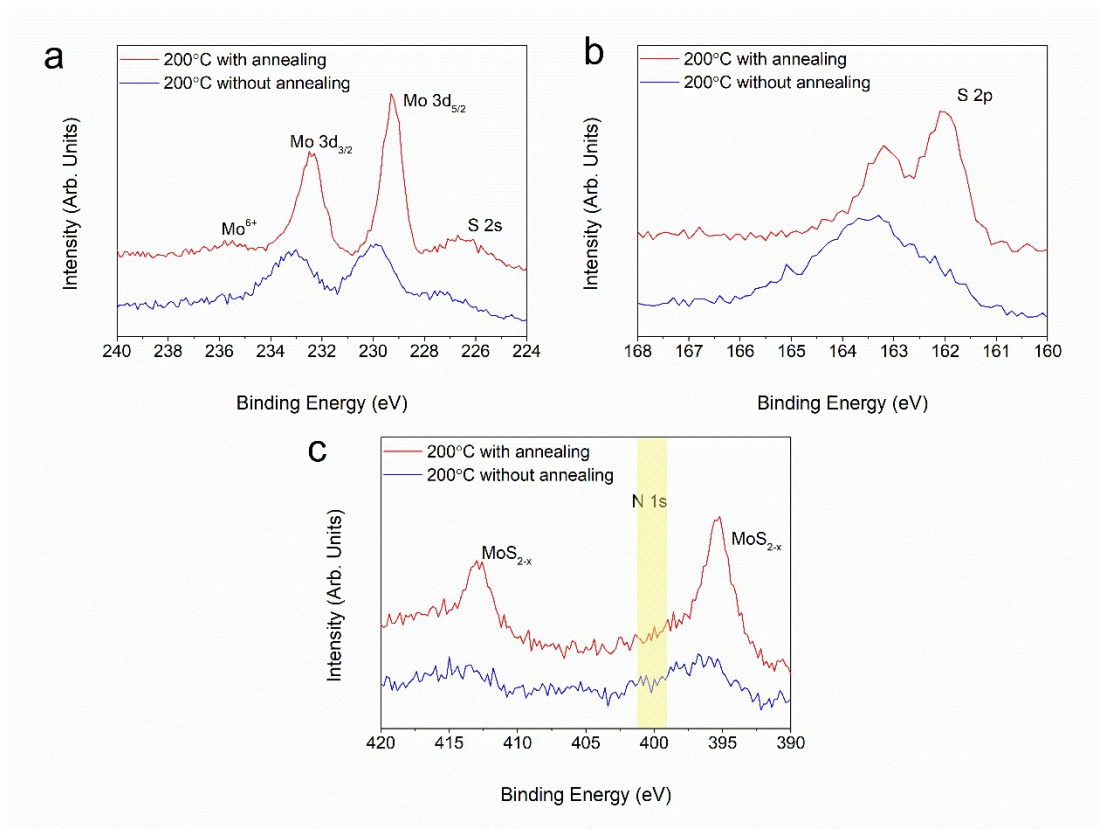 a
200°C with annealing
200°C without annealing
Mo 3d5/2
Mo 3d3/2
Mo6+
S 2s
Intensity (Arb. Units)
240 238 236 234 232 230 228 226 224
Binding Energy (eV)
b
200°C with annealing
200°C without annealing
S 2p
Intensity (Arb. Units)
168 167 166 165 164 163 162 161 160
Binding Energy (eV)
c
200°C with annealing
200°C without annealing
N 1s
MoS2-x
MoS2-x
Intensity (Arb. Units)
420 415 410 405 400 395 390
Binding Energy (eV)